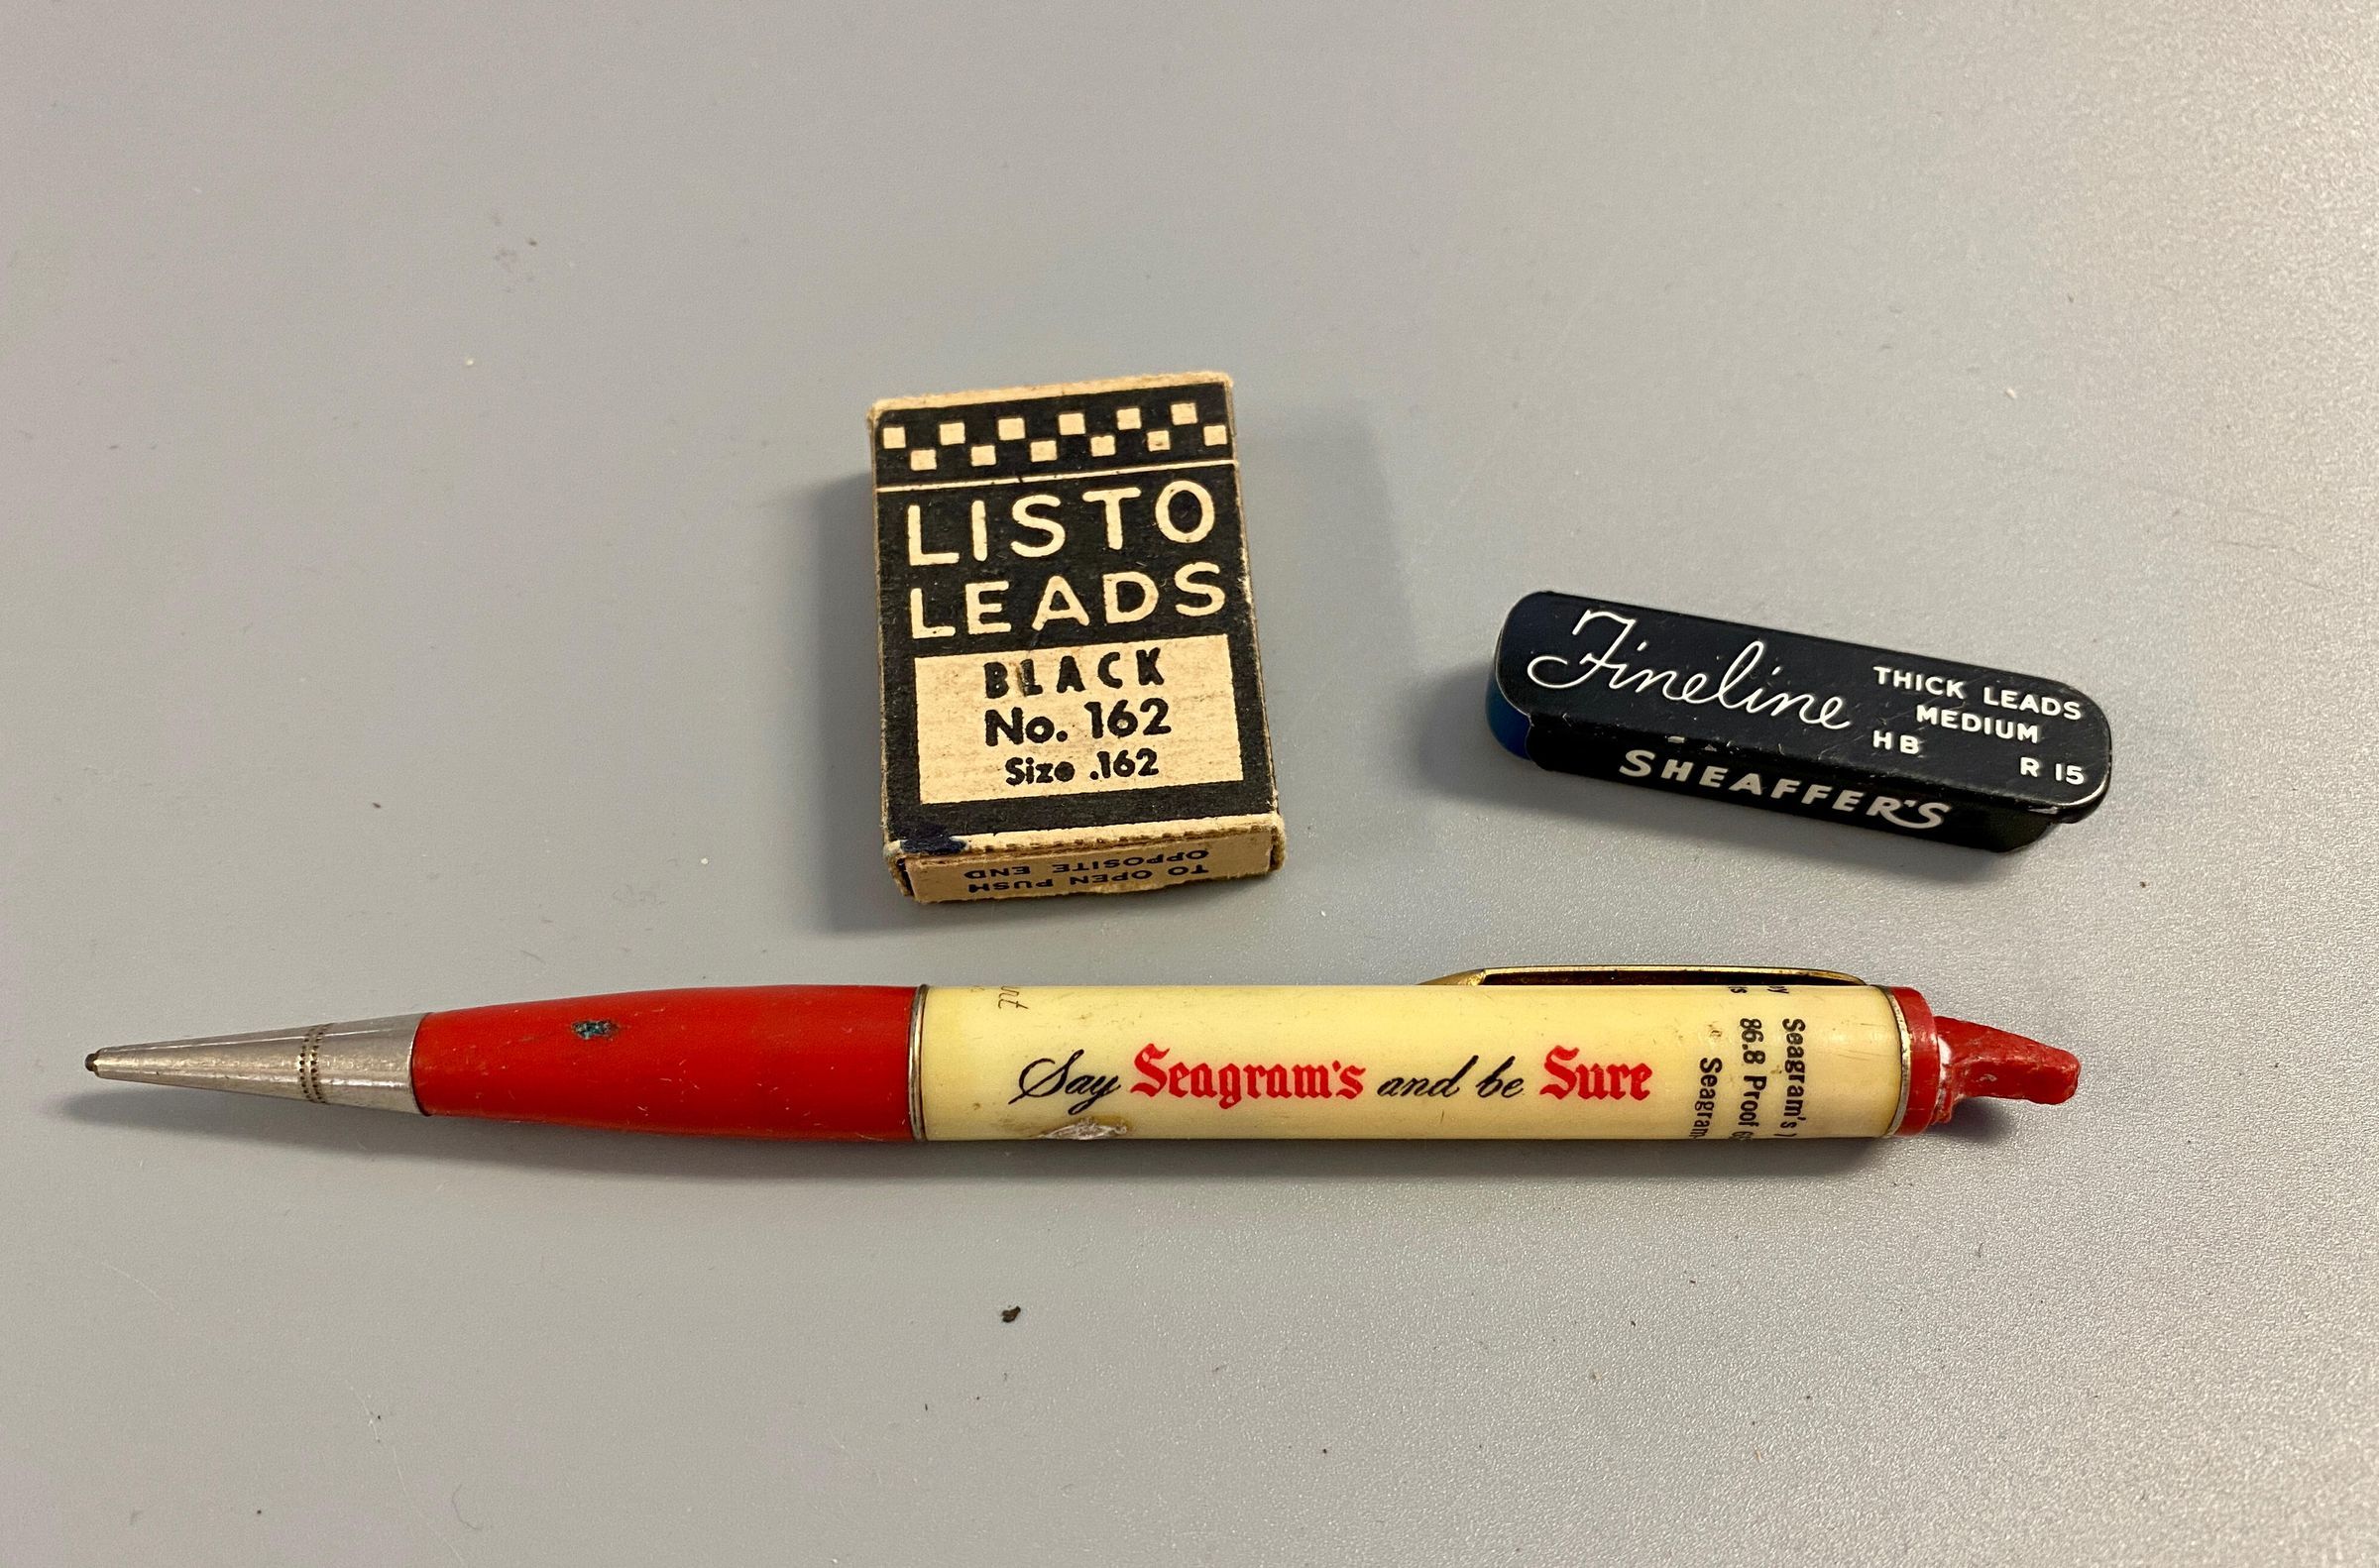 LISTO
LEADS
BLACK
No. 162
Size .162
TO OPEN PUSH
OPPOSITE END
Fineline
THICK LEADS
MEDIUM
HB
R 15
SHEAFFER'S
Say Seagram's and be Sure
Seagram's
86.8 Proof
Seagram